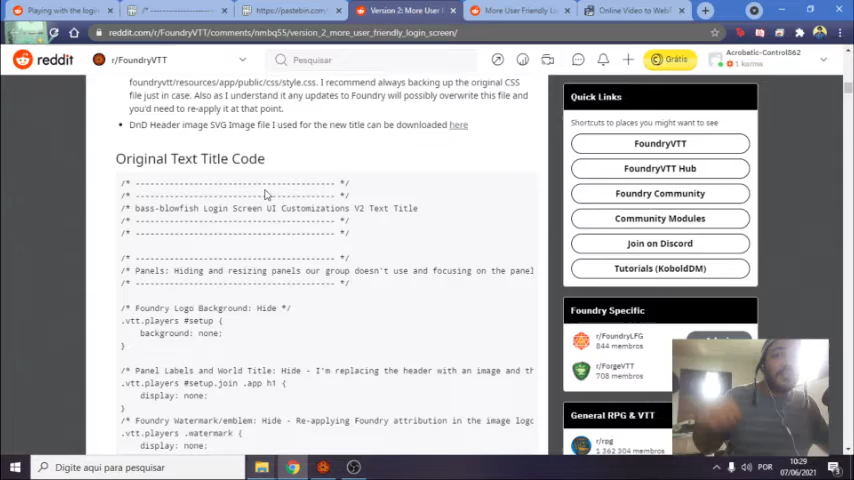 Playing with the login
/* ----------------------
https://pastebin.com/
Version 2: More User Fri
More User Friendly Lo
Online Video to WebM
reddit.com/r/FoundryVTT/comments/nmbq55/version_2_more_user_friendly_login_screen/
reddit
r/FoundryVTT
Pesquisar
Grátis
Acrobatic-Control862
1 karma
foundryvtt/resources/app/public/css/style.css. I recommend always backing up the original CSS
file just in case. Also as I understand it any updates to Foundry will possibly overwrite this file and
you'd need to re-apply it at that point.
DnD Header image SVG Image file I used for the new title can be downloaded here
Original Text Title Code
/* ---------------------------------------- */
/* ---------------------------------------- */
/* bass-blowfish Login Screen UI Customizations V2 Text Title
/* ---------------------------------------- */
/* ---------------------------------------- */
/* ---------------------------------------- */
/* Panels: Hiding and resizing panels our group doesn't use and focusing on the panel
/* ---------------------------------------- */
/* Foundry Logo Background: Hide */
.vtt.players #setup {
background: none;
}
/* Panel Labels and World Title: Hide - I'm replacing the header with an image and th
.vtt.players #setup.join .app h1 {
display: none;
}
/* Foundry Watermark/emblem: Hide - Re-applying Foundry attribution in the image logo
.vtt.players .watermark {
display: none;
Quick Links
Shortcuts to places you might want to see
FoundryVTT
FoundryVTT Hub
Foundry Community
Community Modules
Join on Discord
Tutorials (KoboldDM)
Foundry Specific
r/FoundryLFG
844 membros
r/ForgeVTT
708 membros
General RPG & VTT
r/rpg
1.362.304 membros
Digite aqui para pesquisar
POR
10:29
07/06/2021